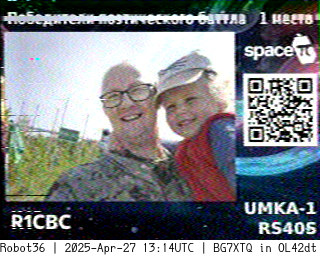 Победители поэтического баттла 1 место
space π
R1CBC
UMKA-1
RS40S
Robot36 | 2025-Apr-27 13:14UTC | BG7XTQ in OL42dt